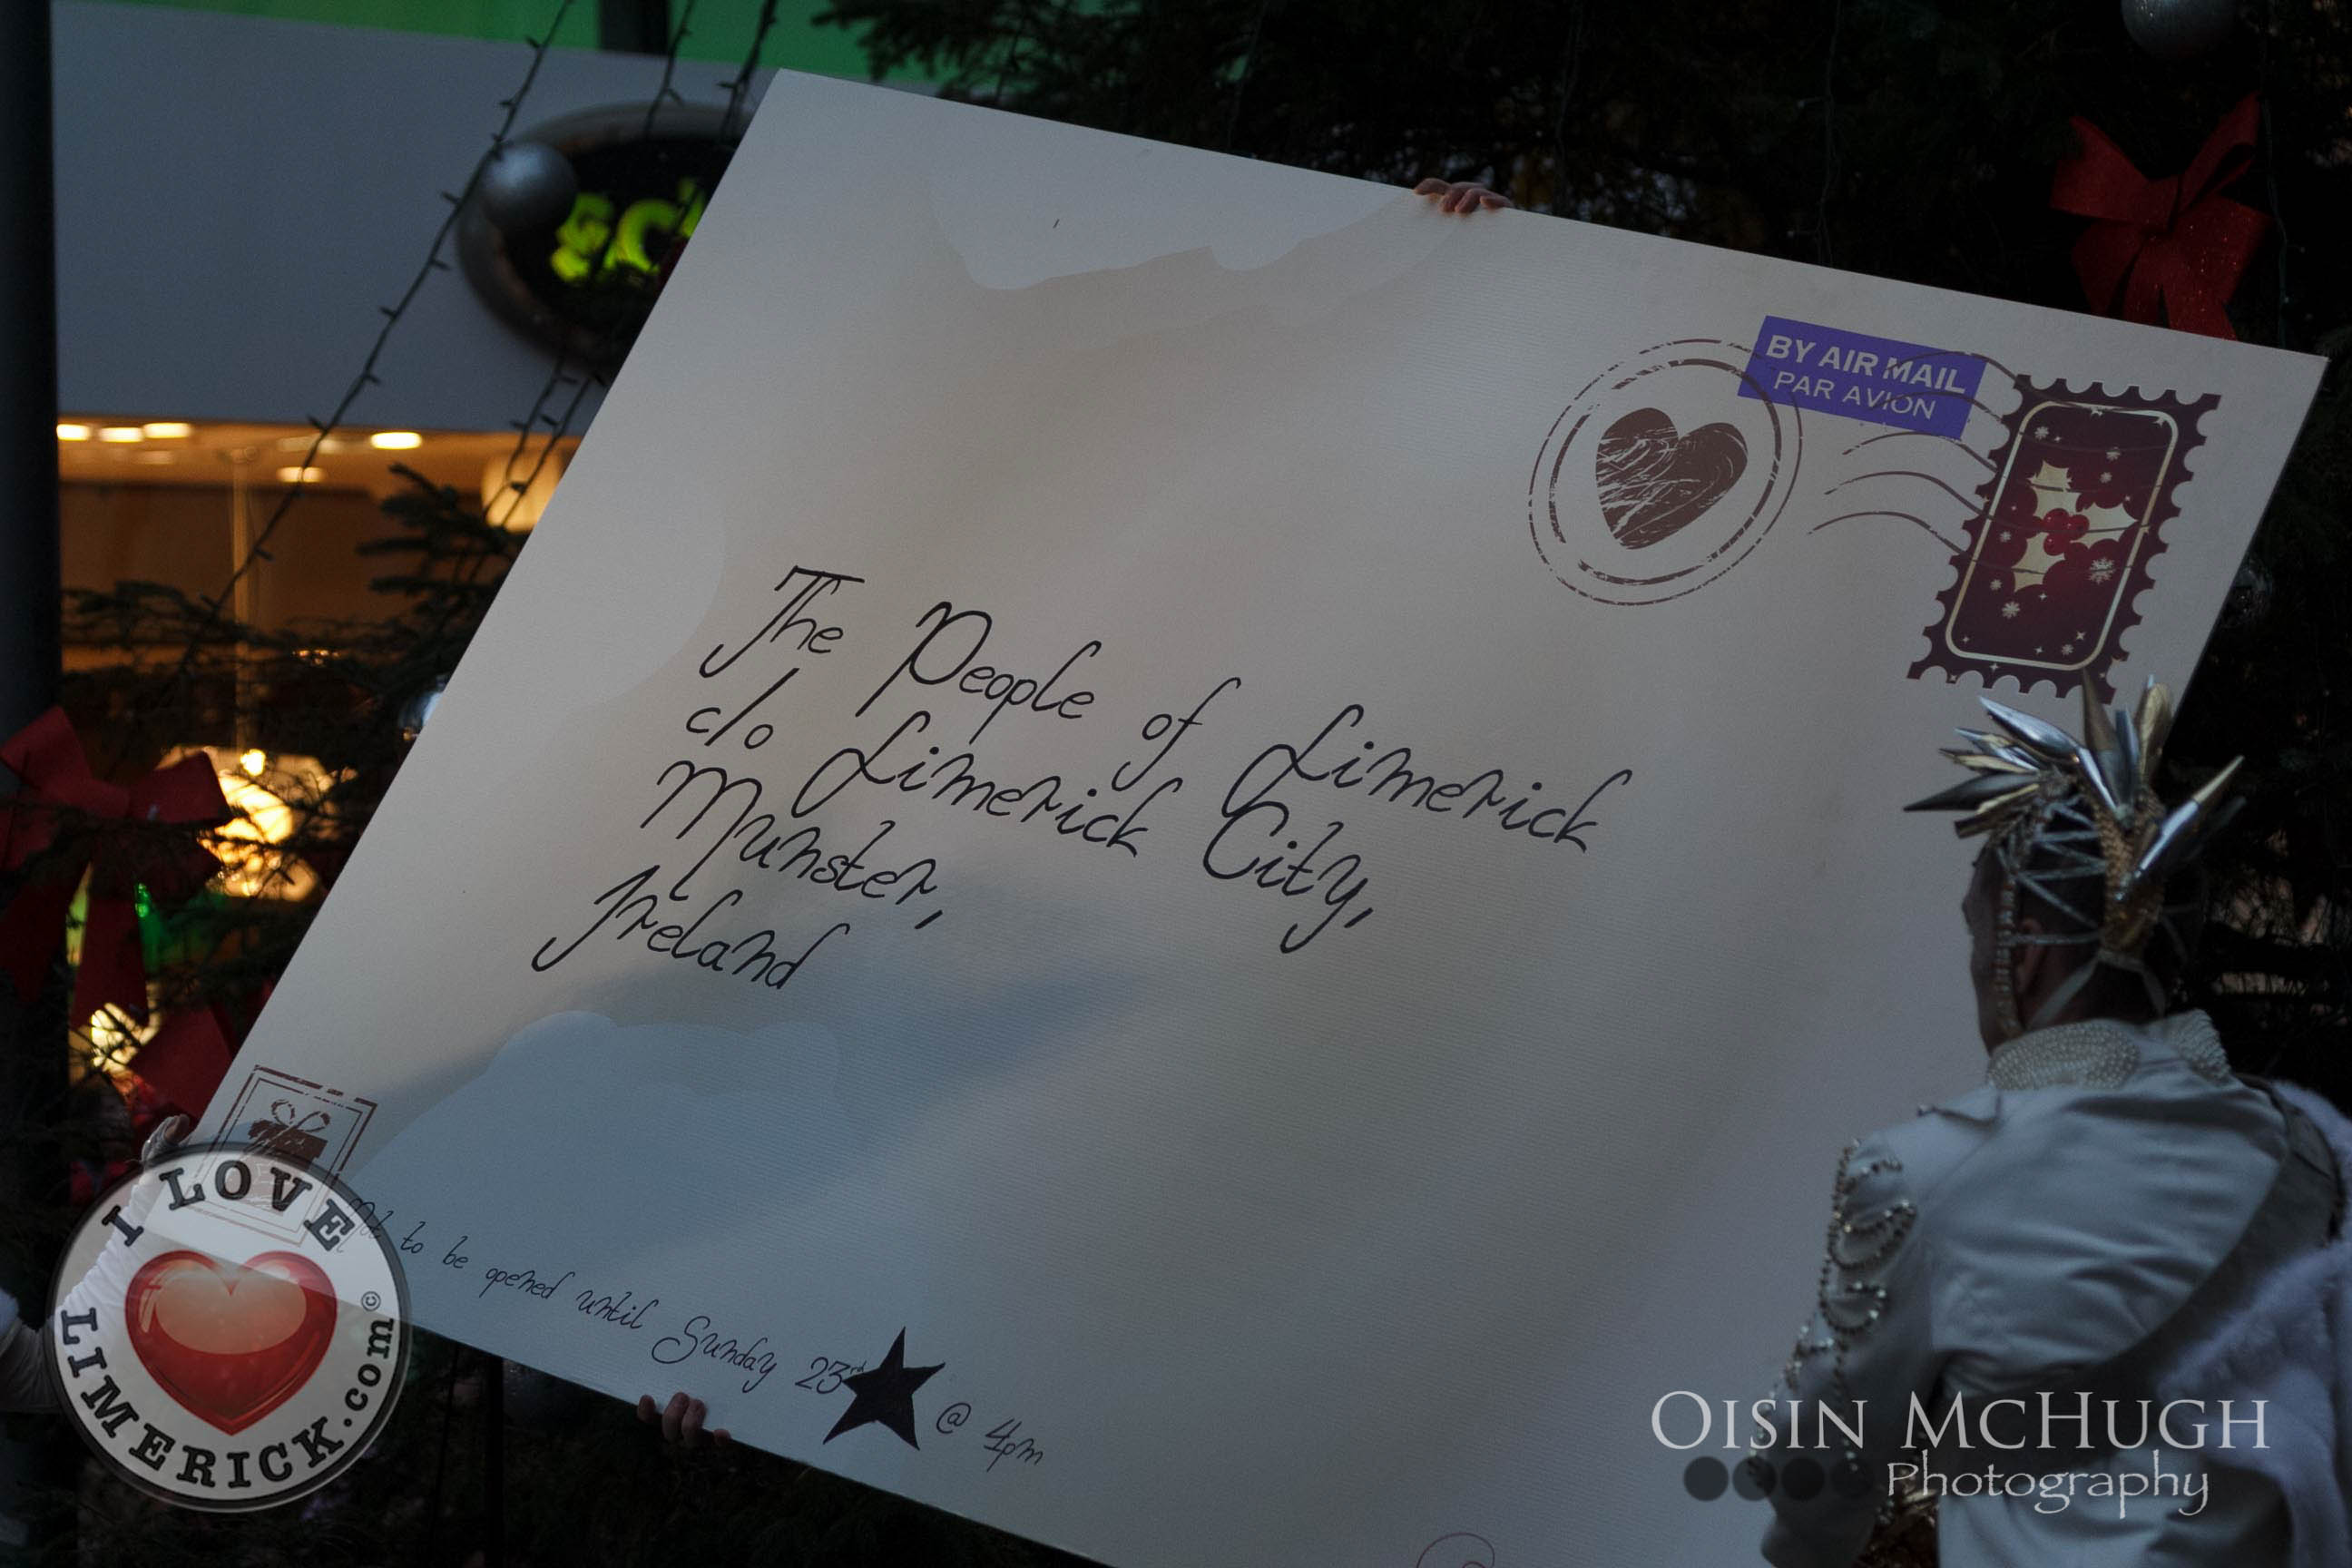 BY AIR MAIL
PAR AVION
The People of Limerick
c/o Limerick City,
Munster,
Ireland
to be opened until Sunday 23rd @ 4pm
I LOVE
LIMERICK.com©
OISIN MCHUGH
Photography